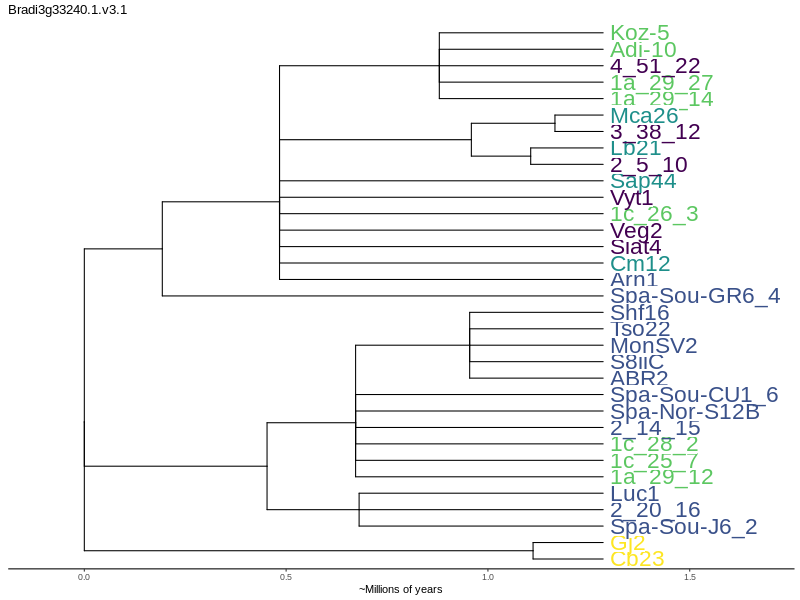 Bradi3g33240.1.v3.1
Koz-5
Adi-10
4_51_22
1a_29_27
1a_29_14
Mca26
3_38_12
Lb21
2_5_10
Sap44
Vyt1
1c_26_3
Veg2
Siat4
Cm12
Arn1
Spa-Sou-GR6_4
Shf16
Tso22
MonSV2
S8iiC
ABR2
Spa-Sou-CU1_6
Spa-Nor-S12B
2_14_15
1c_28_2
1c_25_7
1a_29_12
Luc1
2_20_16
Spa-Sou-J6_2
Gj2
Cb23
0.0 0.5 1.0 1.5
~Millions of years